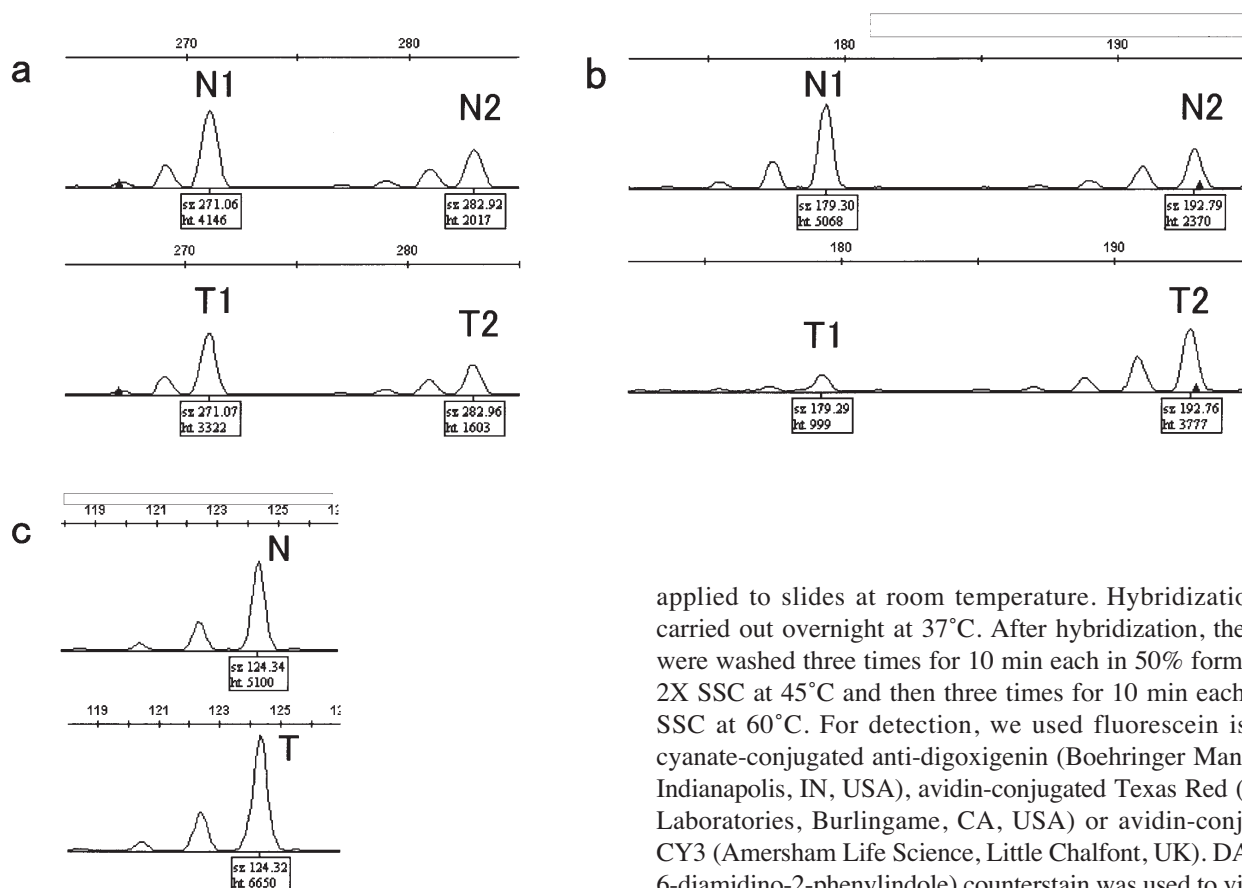 a
270 280
N1
N2
sz 271.06
ht 4146
sz 282.92
ht 2017
270 280
T1
T2
sz 271.07
ht 3322
sz 282.96
ht 1603
b
180 190
N1
N2
sz 179.30
ht 5068
sz 192.79
ht 2370
180 190
T1
T2
sz 179.29
ht 999
sz 192.76
ht 3777
c
119 121 123 125
N
sz 124.34
ht 5100
119 121 123 125
T
sz 124.32
ht 6650
applied to slides at room temperature. Hybridizatio
carried out overnight at 37˚C. After hybridization, the
were washed three times for 10 min each in 50% form
2X SSC at 45˚C and then three times for 10 min each
SSC at 60˚C. For detection, we used fluorescein is
cyanate-conjugated anti-digoxigenin (Boehringer Man
Indianapolis, IN, USA), avidin-conjugated Texas Red (
Laboratories, Burlingame, CA, USA) or avidin-conj
CY3 (Amersham Life Science, Little Chalfont, UK). DA
6-diamidino-2-phenylindole) counterstain was used to vi